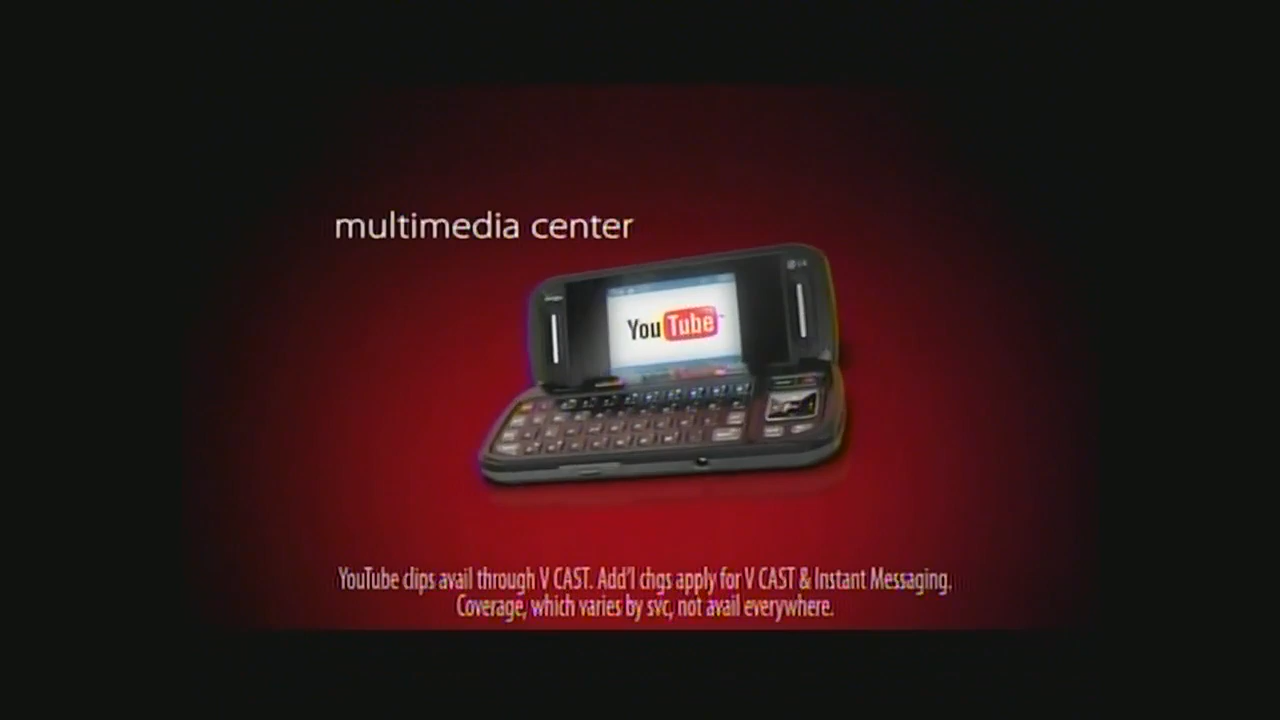 multimedia center
LG
YouTube
YouTube clips avail through V CAST. Add'l chgs apply for V CAST & Instant Messaging.
Coverage, which varies by svc, not avail everywhere.